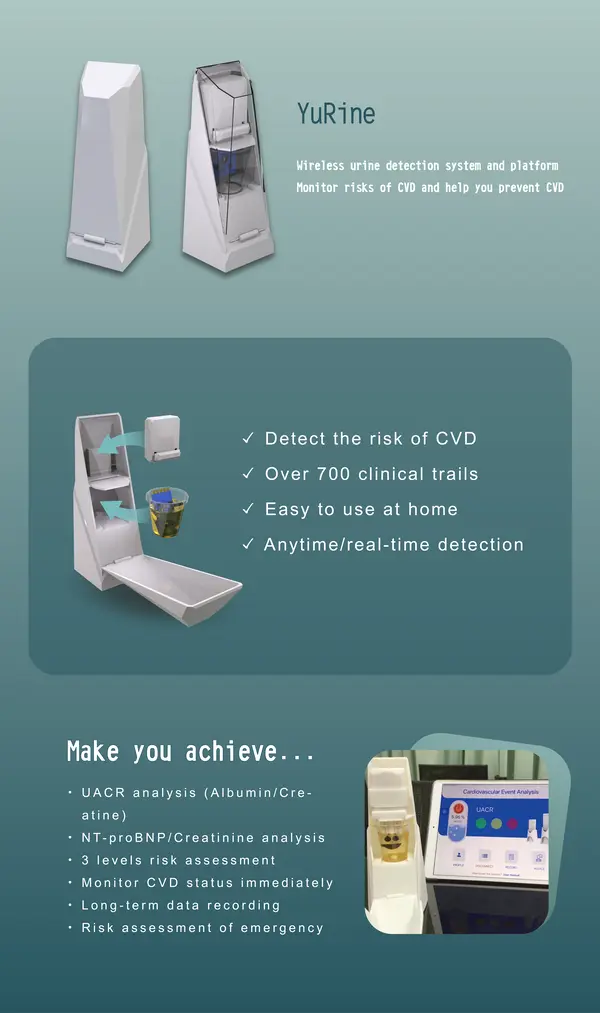 YuRine
Wireless urine detection system and platform
Monitor risks of CVD and help you prevent CVD
✓ Detect the risk of CVD
✓ Over 700 clinical trails
✓ Easy to use at home
✓ Anytime/real-time detection
Make you achieve...
• UACR analysis (Albumin/Cre-
atine)
• NT-proBNP/Creatinine analysis
• 3 levels risk assessment
• Monitor CVD status immediately
• Long-term data recording
• Risk assessment of emergency
Cardiovascular Event Analysis
UACR